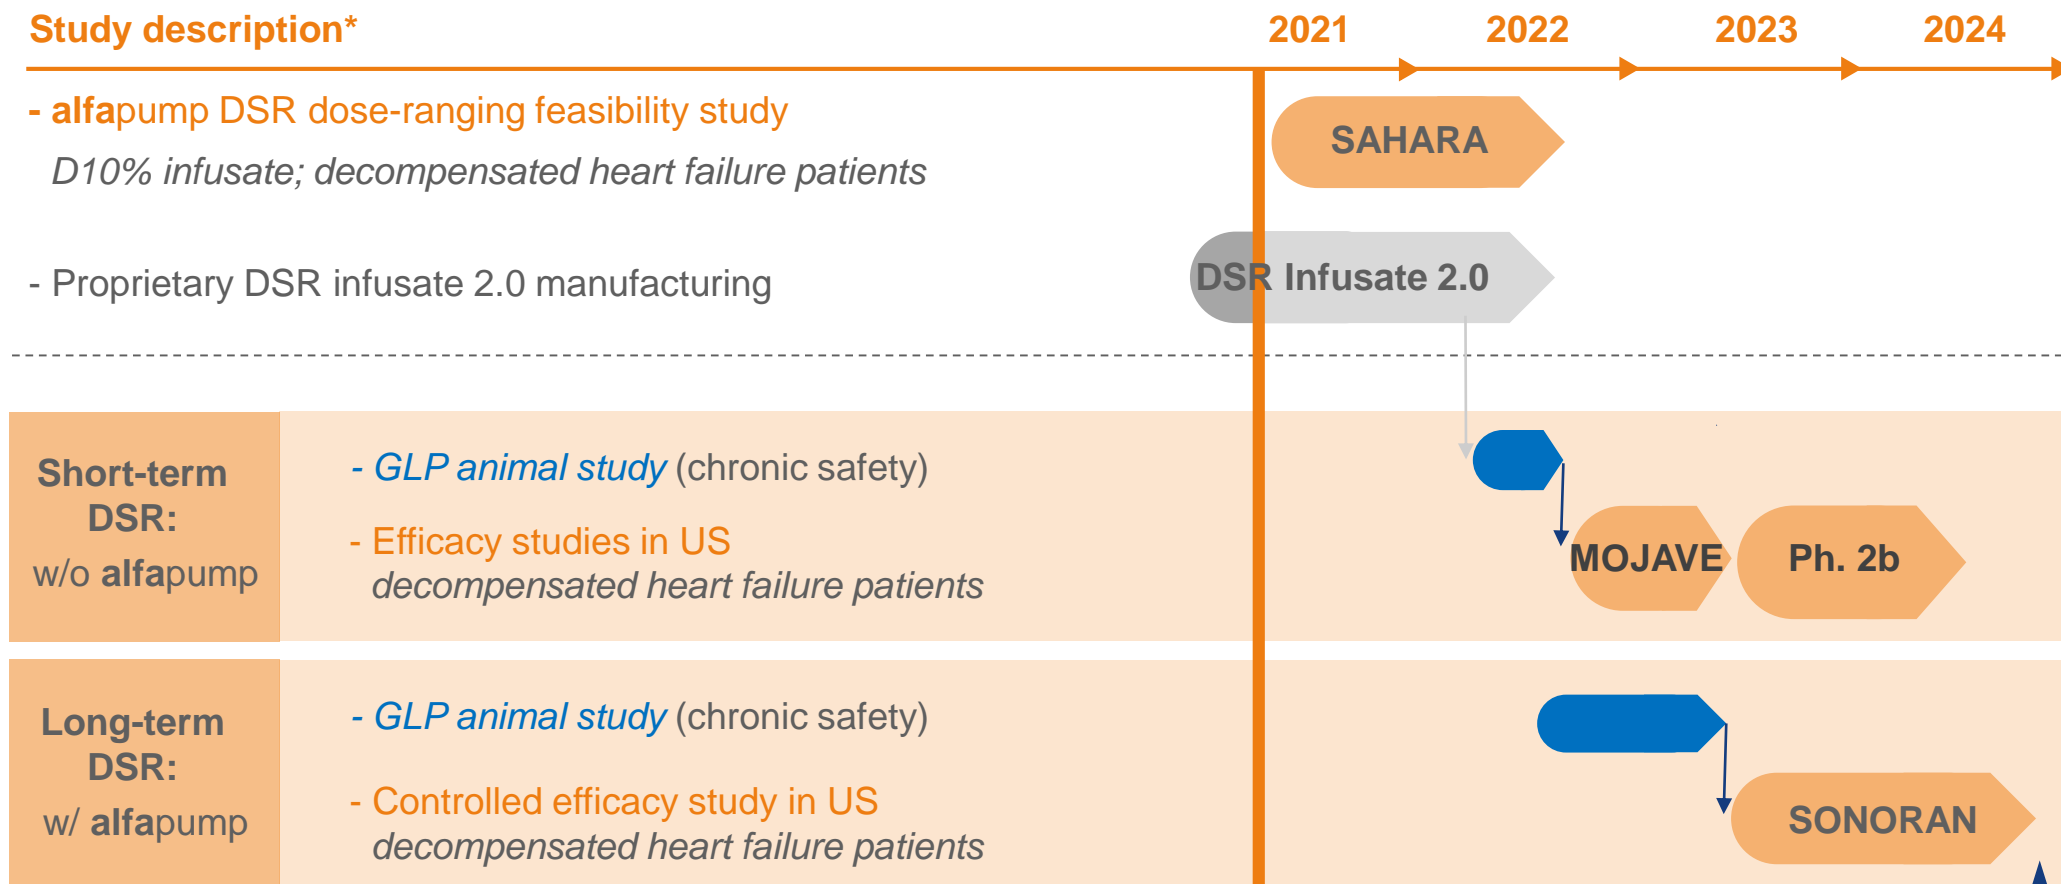 Study description* 2021 2022 2023 2024
- alfapump DSR dose-ranging feasibility study
D10% infusate; decompensated heart failure patients
SAHARA
- Proprietary DSR infusate 2.0 manufacturing
DSR Infusate 2.0
Short-term
DSR:
w/o alfapump
- GLP animal study (chronic safety)
- Efficacy studies in US
decompensated heart failure patients
MOJAVE
Ph. 2b
Long-term
DSR:
w/ alfapump
- GLP animal study (chronic safety)
- Controlled efficacy study in US
decompensated heart failure patients
SONORAN